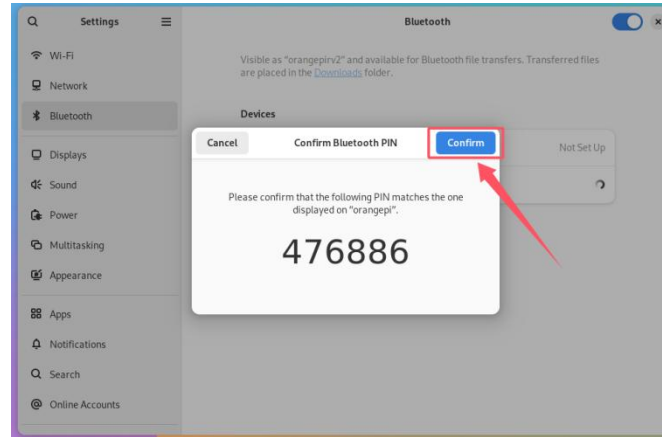 Settings
Bluetooth
Wi-Fi
Network
Bluetooth
Displays
Sound
Power
Multitasking
Appearance
Apps
Notifications
Search
Online Accounts
Visible as "orangepirv2" and available for Bluetooth file transfers. Transferred files
are placed in the Downloads folder.
Devices
Not Set Up
Cancel
Confirm Bluetooth PIN
Confirm
Please confirm that the following PIN matches the one
displayed on "orangepi".
476886